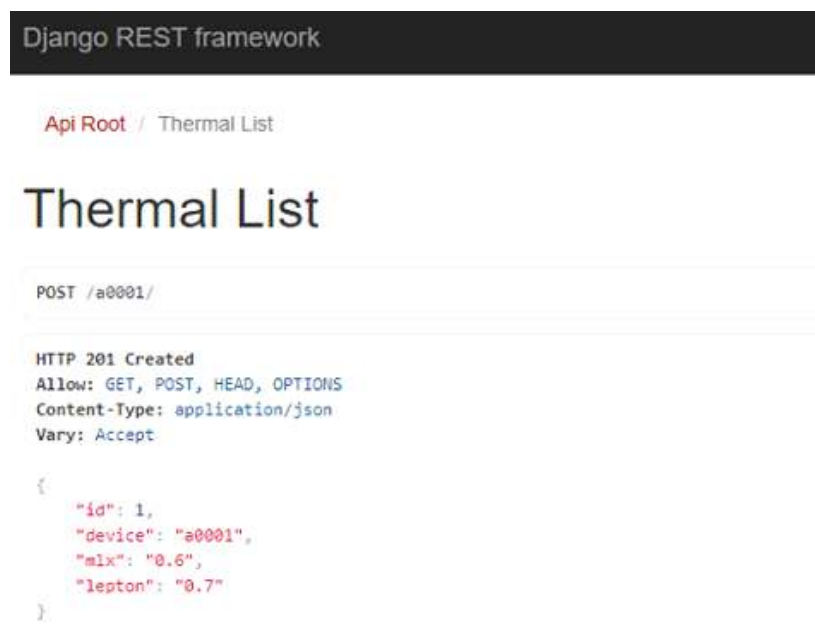 Django REST framework
Api Root / Thermal List
Thermal List
POST /a0001/
HTTP 201 Created
Allow: GET, POST, HEAD, OPTIONS
Content-Type: application/json
Vary: Accept
{
    "id": 1,
    "device": "a0001",
    "mlx": "0.6",
    "lepton": "0.7"
}